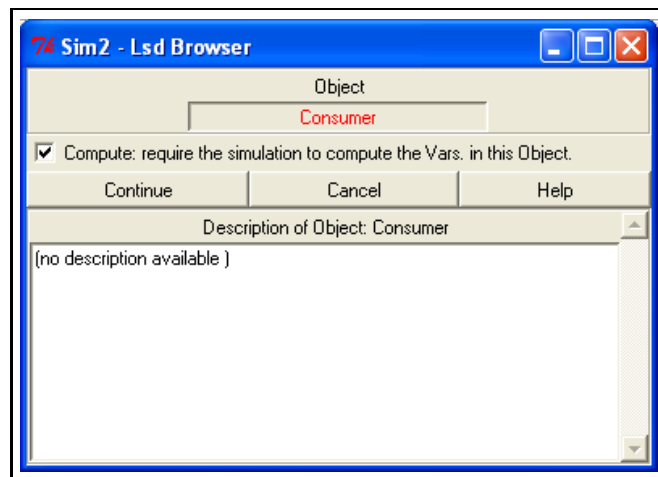 Sim2 - Lsd Browser
Object
Consumer
Compute: require the simulation to compute the Vars. in this Object.
Continue Cancel Help
Description of Object: Consumer
(no description available )